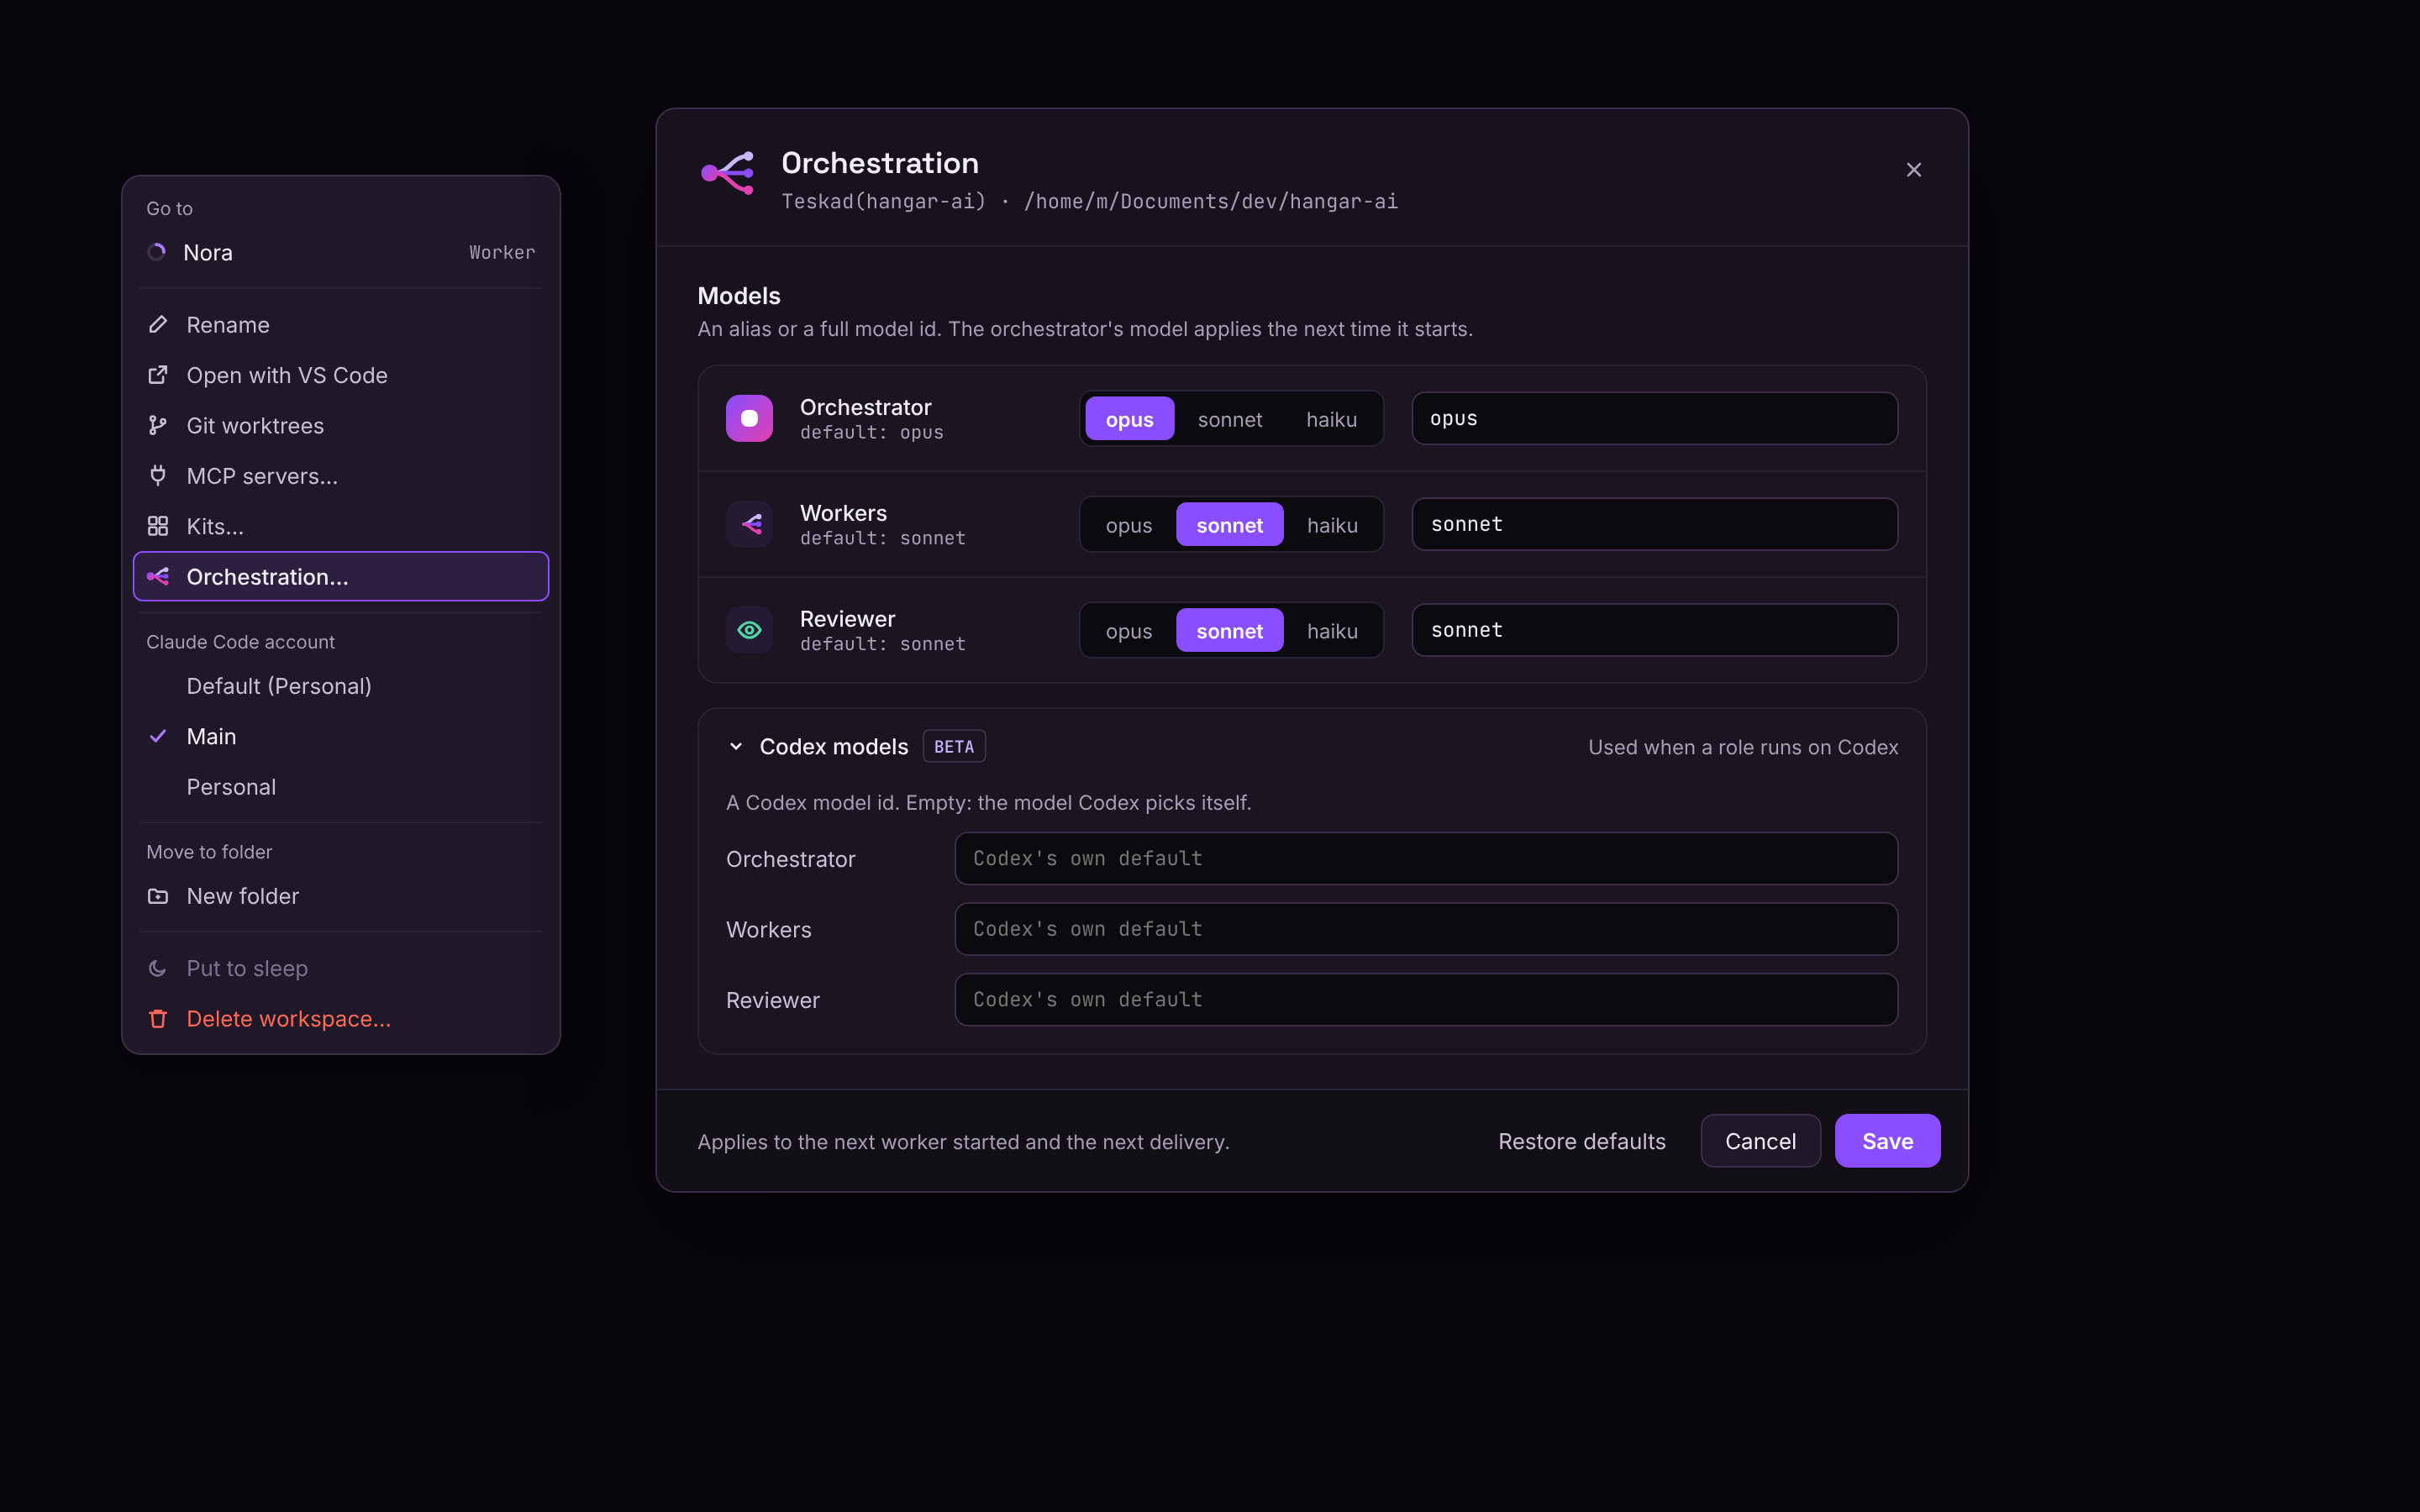 Go to
Nora Worker
Rename
Open with VS Code
Git worktrees
MCP servers...
Kits...
Orchestration...
Claude Code account
Default (Personal)
Main
Personal
Move to folder
New folder
Put to sleep
Delete workspace...
Orchestration
Teskad(hangar-ai) · /home/m/Documents/dev/hangar-ai
Models
An alias or a full model id. The orchestrator's model applies the next time it starts.
Orchestrator
default: opus
opus sonnet haiku
opus
Workers
default: sonnet
opus sonnet haiku
sonnet
Reviewer
default: sonnet
opus sonnet haiku
sonnet
Codex models BETA Used when a role runs on Codex
A Codex model id. Empty: the model Codex picks itself.
Orchestrator Codex's own default
Workers Codex's own default
Reviewer Codex's own default
Applies to the next worker started and the next delivery. Restore defaults Cancel Save